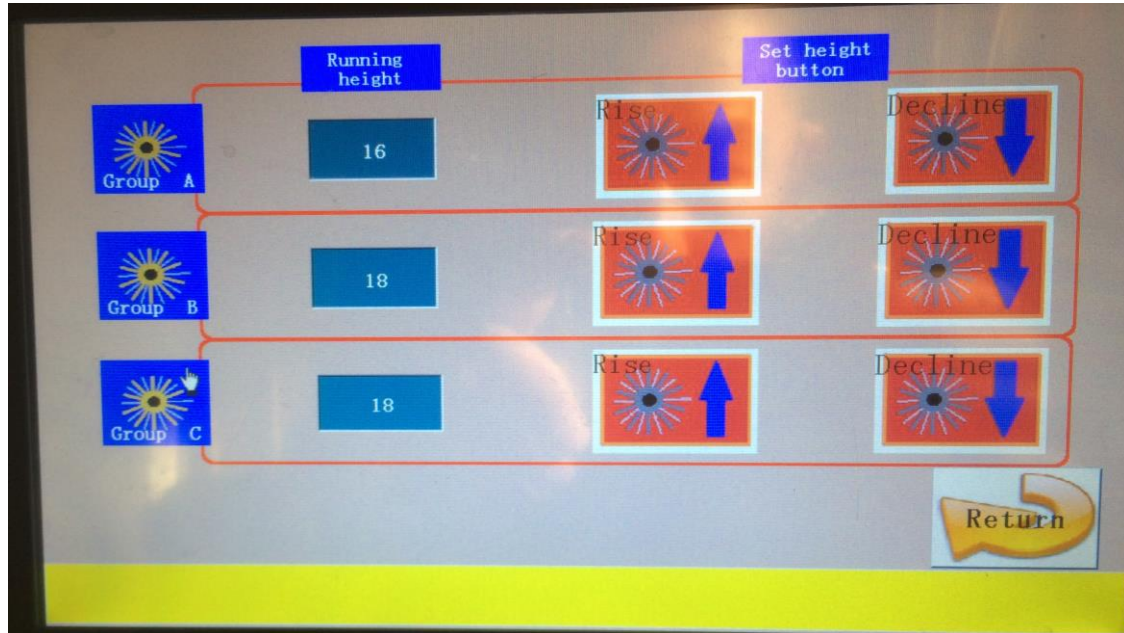 Running
height
Set height
button
Group A
16
Rise
Decline
Group B
18
Rise
Decline
Group C
18
Rise
Decline
Return